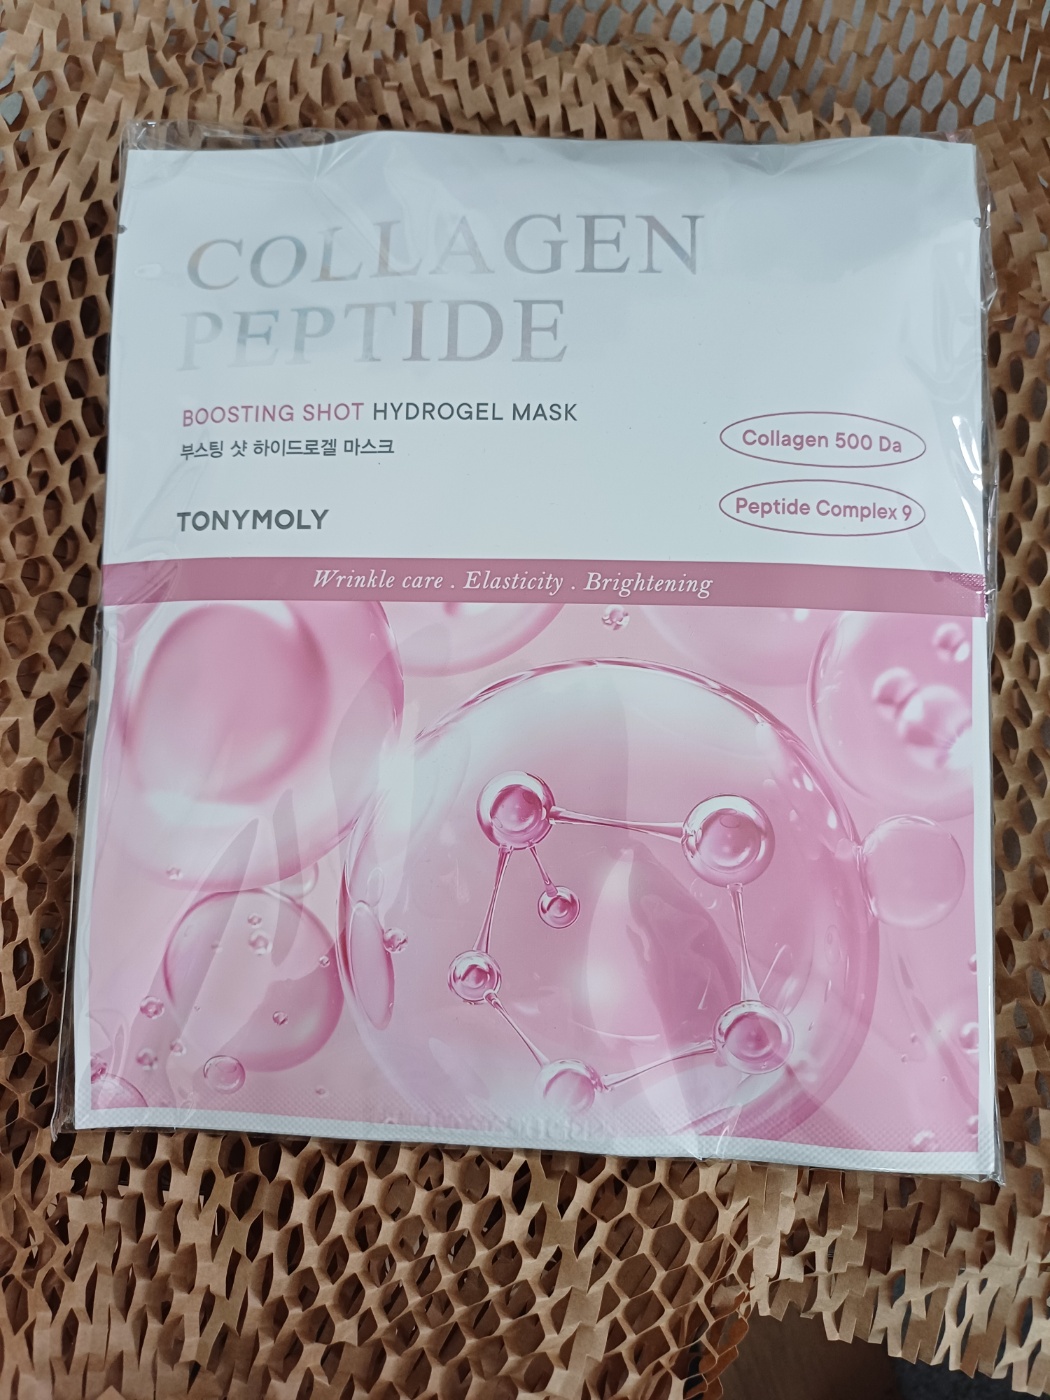 COLLAGEN
PEPTIDE
BOOSTING SHOT HYDROGEL MASK
부스팅 샷 하이드로겔 마스크
Collagen 500 Da
Peptide Complex 9
TONYMOLY
Wrinkle care . Elasticity . Brightening